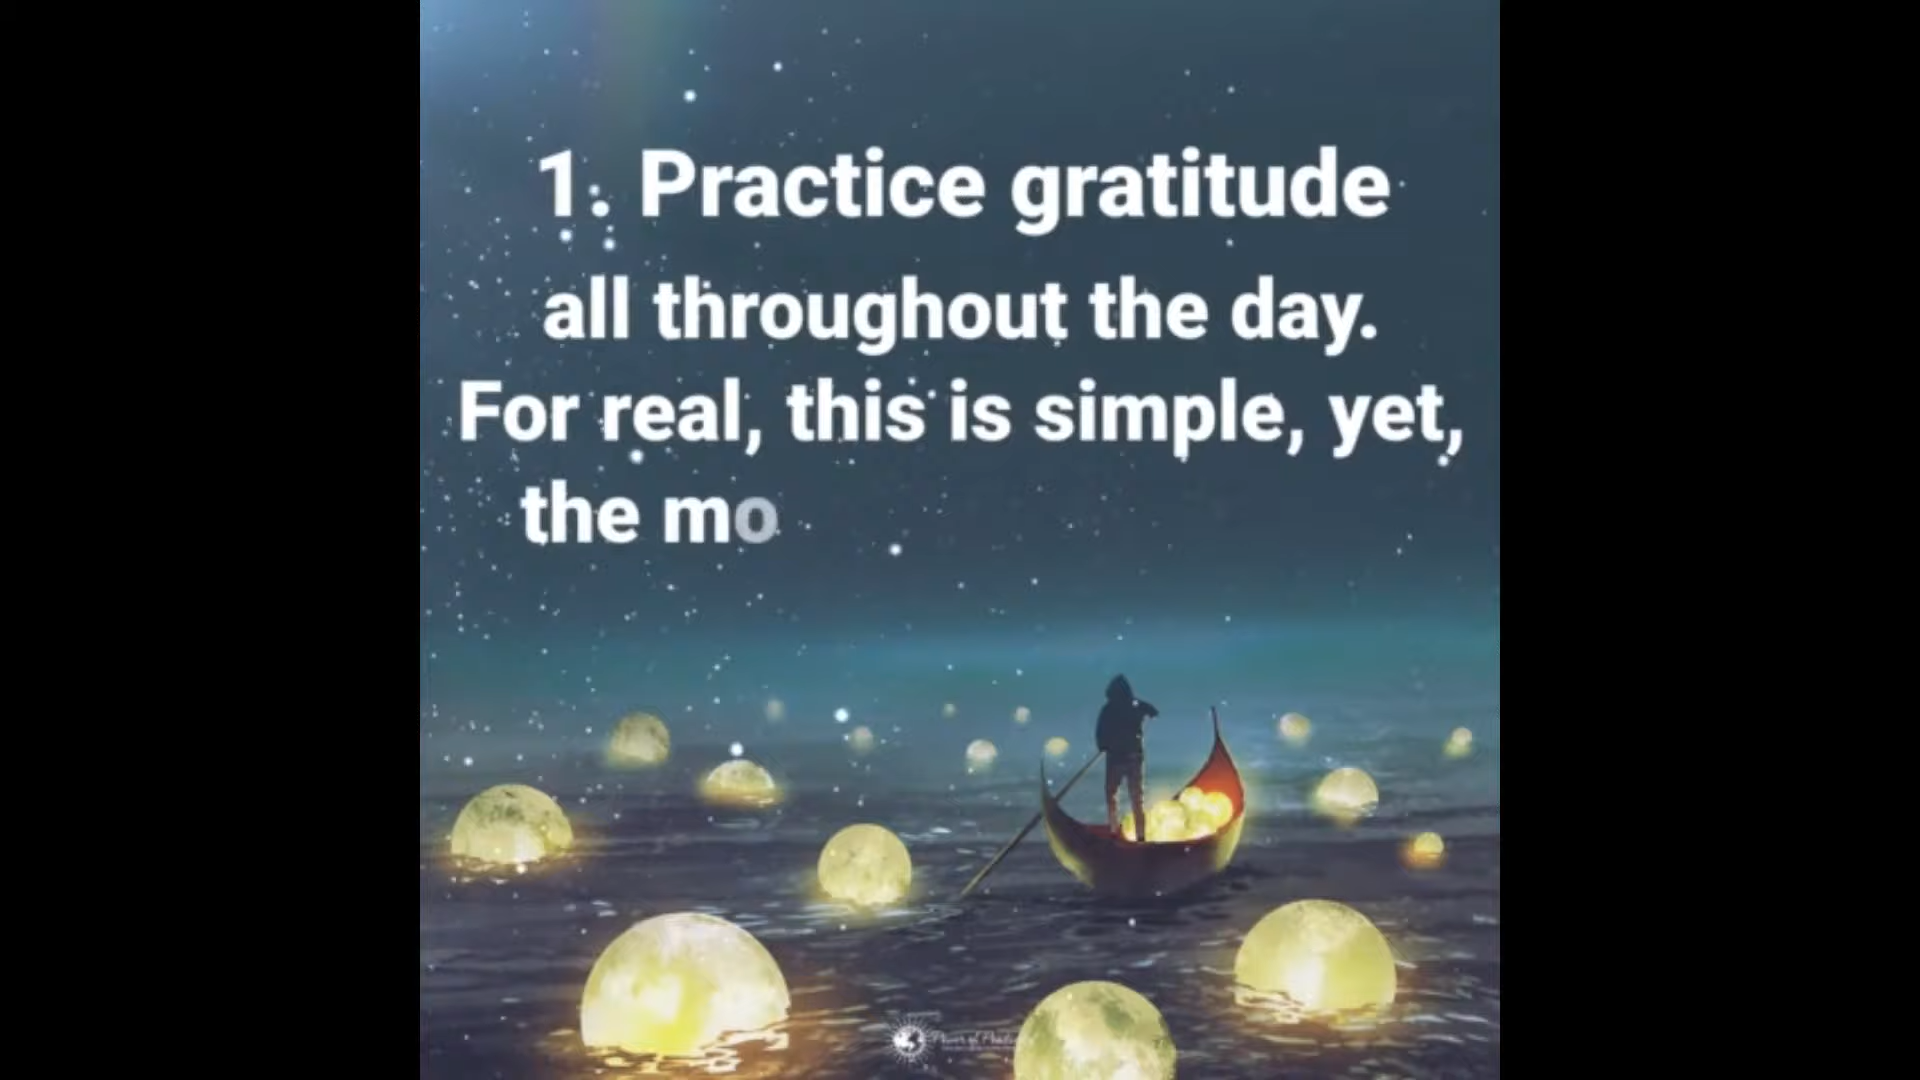 1. Practice gratitude
all throughout the day.
For real, this is simple, yet,
the mo